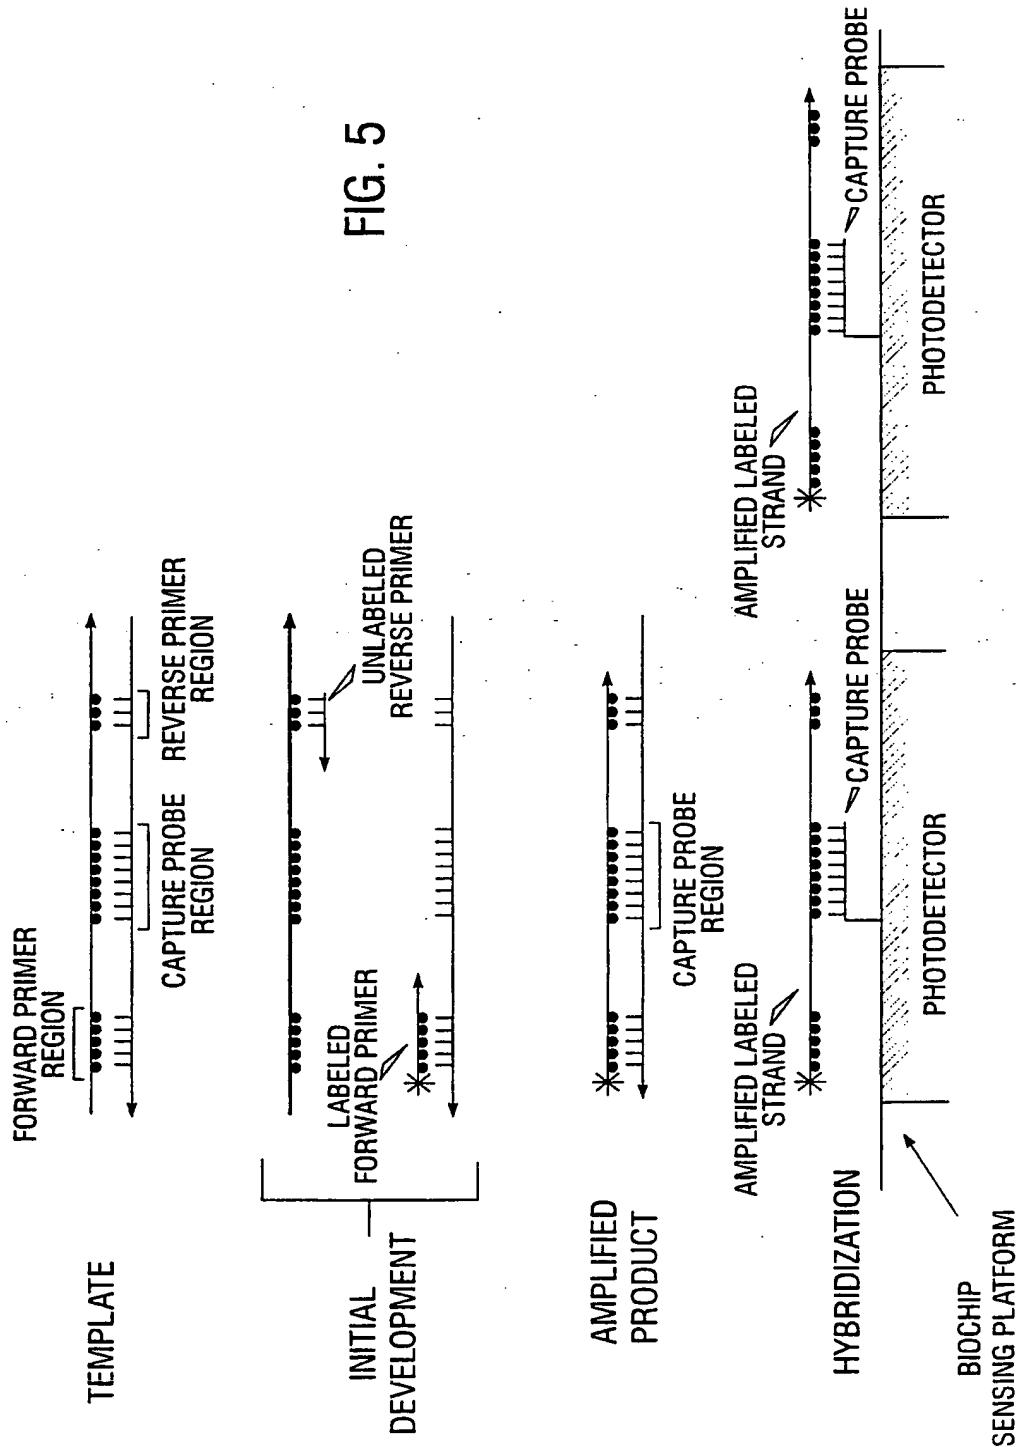 FIG. 5
TEMPLATE
FORWARD PRIMER
REGION
CAPTURE PROBE
REGION
REVERSE PRIMER
REGION
INITIAL
DEVELOPMENT
LABELED
FORWARD PRIMER
UNLABELED
REVERSE PRIMER
AMPLIFIED
PRODUCT
CAPTURE PROBE
REGION
HYBRIDIZATION
AMPLIFIED LABELED
STRAND
CAPTURE PROBE
PHOTODETECTOR
AMPLIFIED LABELED
STRAND
CAPTURE PROBE
PHOTODETECTOR
BIOCHIP
SENSING PLATFORM